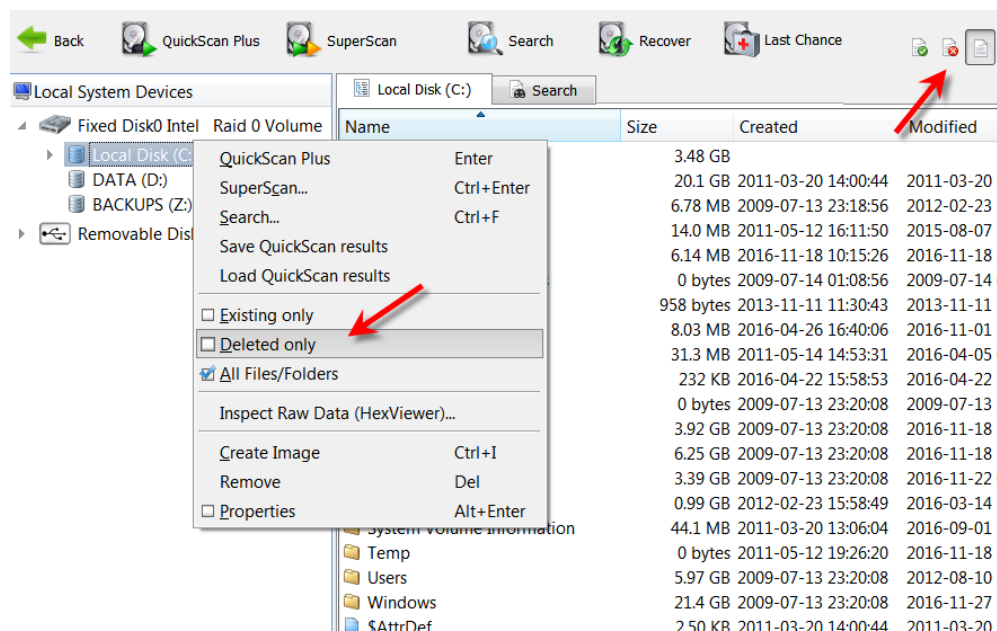 Back QuickScan Plus SuperScan Search Recover Last Chance
Local System Devices
Local Disk (C:) Search
Fixed Disk0 Intel Raid 0 Volume
Local Disk (C:
DATA (D:)
BACKUPS (Z:)
Removable Disk
QuickScan Plus Enter
SuperScan... Ctrl+Enter
Search... Ctrl+F
Save QuickScan results
Load QuickScan results
Existing only
Deleted only
All Files/Folders
Inspect Raw Data (HexViewer)...
Create Image Ctrl+I
Remove Del
Properties Alt+Enter
Name Size Created Modified
3.48 GB
20.1 GB 2011-03-20 14:00:44 2011-03-20
6.78 MB 2009-07-13 23:18:56 2012-02-23
14.0 MB 2011-05-12 16:11:50 2015-08-07
6.14 MB 2016-11-18 10:15:26 2016-11-18
0 bytes 2009-07-14 01:08:56 2009-07-14
958 bytes 2013-11-11 11:30:43 2013-11-11
8.03 MB 2016-04-26 16:40:06 2016-11-01
31.3 MB 2011-05-14 14:53:31 2016-04-05
232 KB 2016-04-22 15:58:53 2016-04-22
0 bytes 2009-07-13 23:20:08 2009-07-13
3.92 GB 2009-07-13 23:20:08 2016-11-18
6.25 GB 2009-07-13 23:20:08 2016-11-18
3.39 GB 2009-07-13 23:20:08 2016-11-22
0.99 GB 2012-02-23 15:58:49 2016-03-14
System Volume Information 44.1 MB 2011-03-20 13:06:04 2016-09-01
Temp 0 bytes 2011-05-12 19:26:20 2016-11-18
Users 5.97 GB 2009-07-13 23:20:08 2012-08-10
Windows 21.4 GB 2009-07-13 23:20:08 2016-11-27
$AttrDef 2.50 KB 2011-03-20 14:00:44 2011-03-20